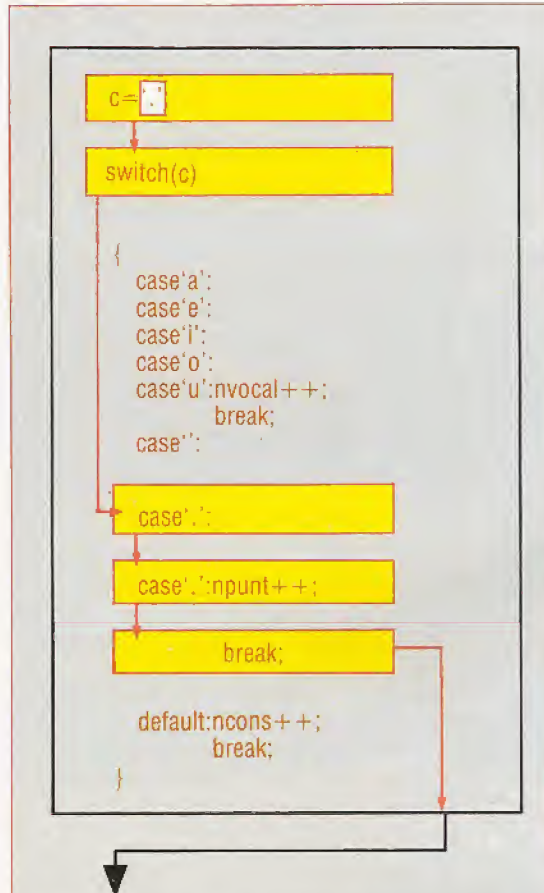 c='.'
switch(c)
{
case‘a’:
case‘e’:
case‘i’:
case‘o’:
case‘u’:nvocal++;
break;
case‘’:
case‘.’:
case‘.’:npunt++;
break;
default:ncons++;
break;
}